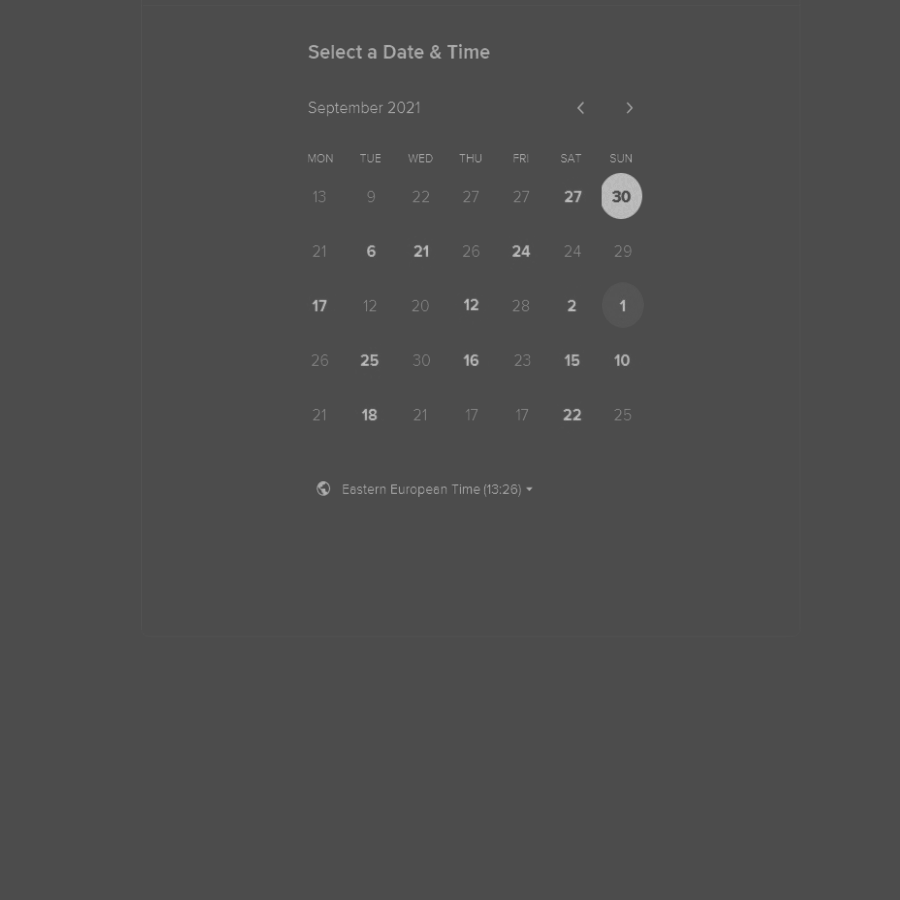 Select a Date & Time
September 2021
MON TUE WED THU FRI SAT SUN
13 9 22 27 27 27 30
21 6 21 26 24 24 29
17 12 20 12 28 2 1
26 25 30 16 23 15 10
21 18 21 17 17 22 25
Eastern European Time (13:26)